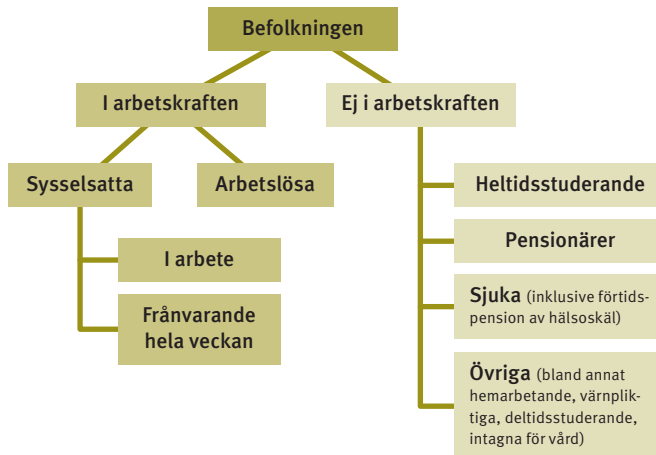 Befolkningen
I arbetskraften
Ej i arbetskraften
Sysselsatta
Arbetslösa
I arbete
Frånvarande
hela veckan
Heltidsstuderande
Pensionärer
Sjuka (inklusive förtids-
pension av hälsoskäl)
Övriga (bland annat
hemarbetande, värnplik-
tiga, deltidsstuderande,
intagna för vård)